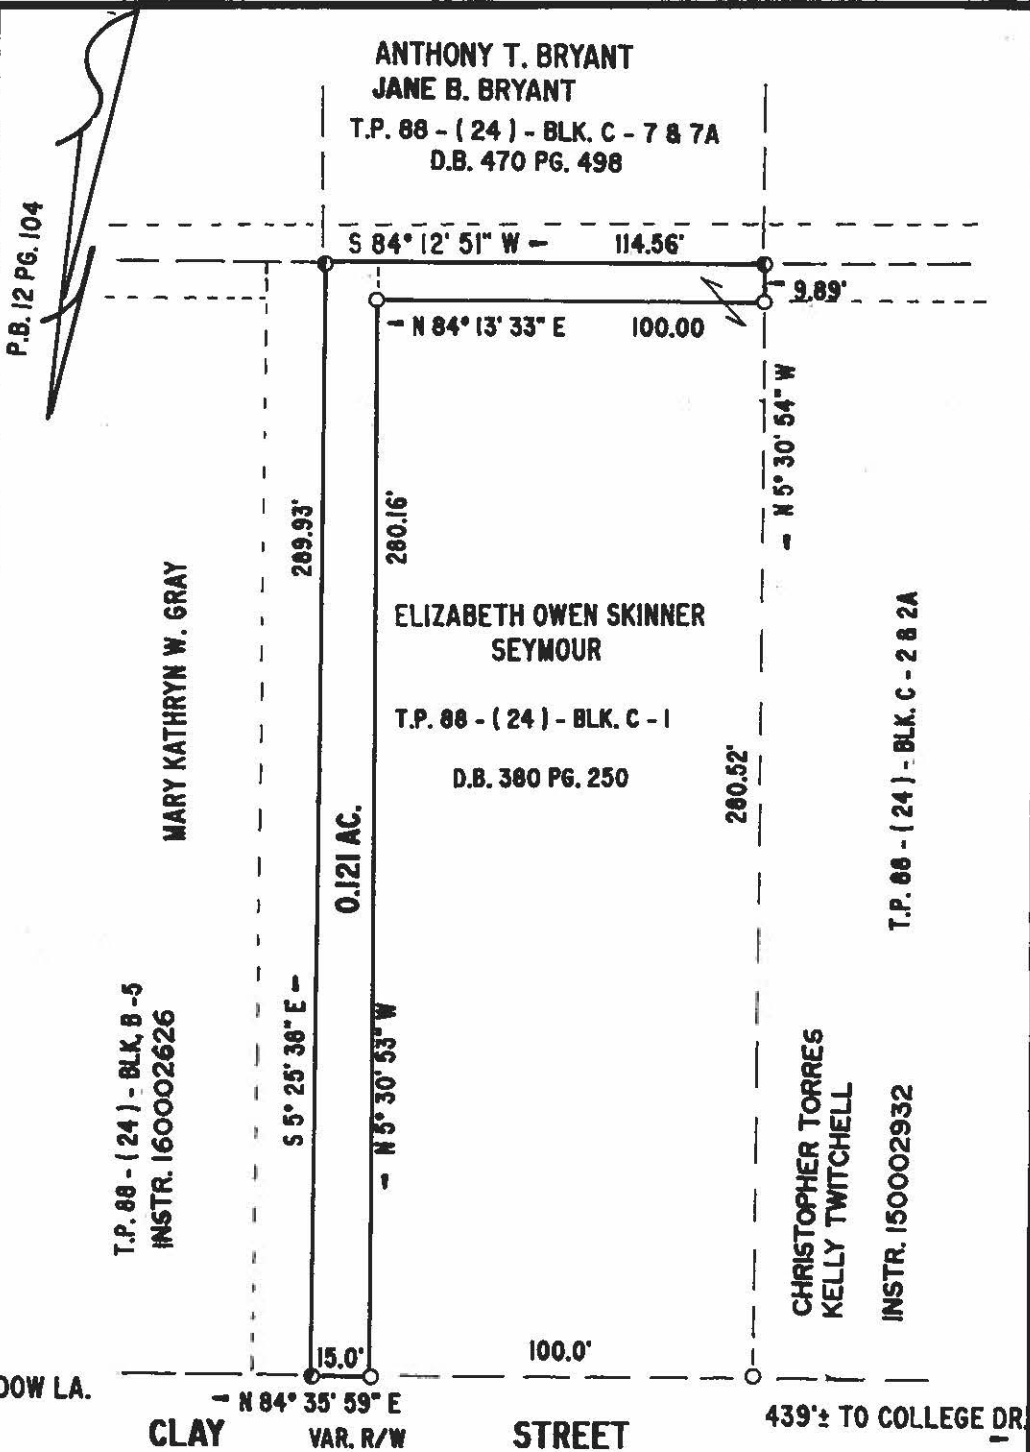 ANTHONY T. BRYANT
JANE B. BRYANT
T.P. 88 - ( 24 ) - BLK. C - 7 & 7A
D.B. 470 PG. 498
P.B. 12 PG. 104
S 84° 12' 51" W
114.56'
9.89'
N 84° 13' 33" E
100.00
N 5° 30' 54" W
289.93'
280.16'
MARY KATHRYN W. GRAY
ELIZABETH OWEN SKINNER
SEYMOUR
T.P. 88 - ( 24 ) - BLK. C - 1
D.B. 380 PG. 250
280.52'
T.P. 88 - ( 24 ) - BLK. C - 2 & 2A
0.121 AC.
T.P. 88 - ( 24 ) - BLK, B - 5
INSTR. 160002626
S 5° 25' 38" E
N 5° 30' 53" W
CHRISTOPHER TORRES
KELLY TWITCHELL
INSTR. 150002932
15.0'
100.0'
DOW LA.
N 84° 35' 59" E
439'± TO COLLEGE DR.
CLAY
VAR. R/W
STREET